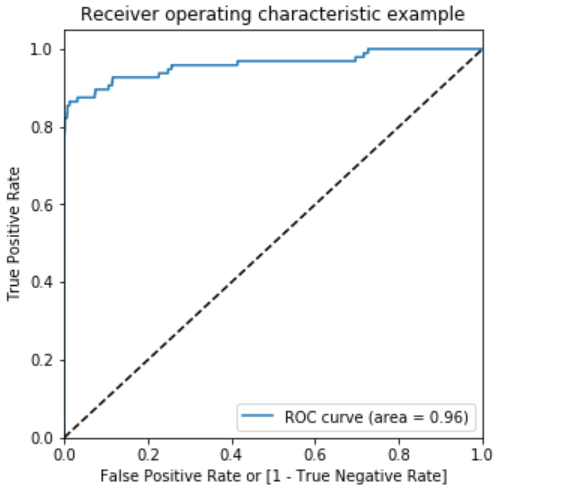 Receiver operating characteristic example
1.0
0.8
0.6
0.4
0.2
0.0
True Positive Rate
ROC curve (area = 0.96)
0.0 0.2 0.4 0.6 0.8 1.0
False Positive Rate or [1 - True Negative Rate]